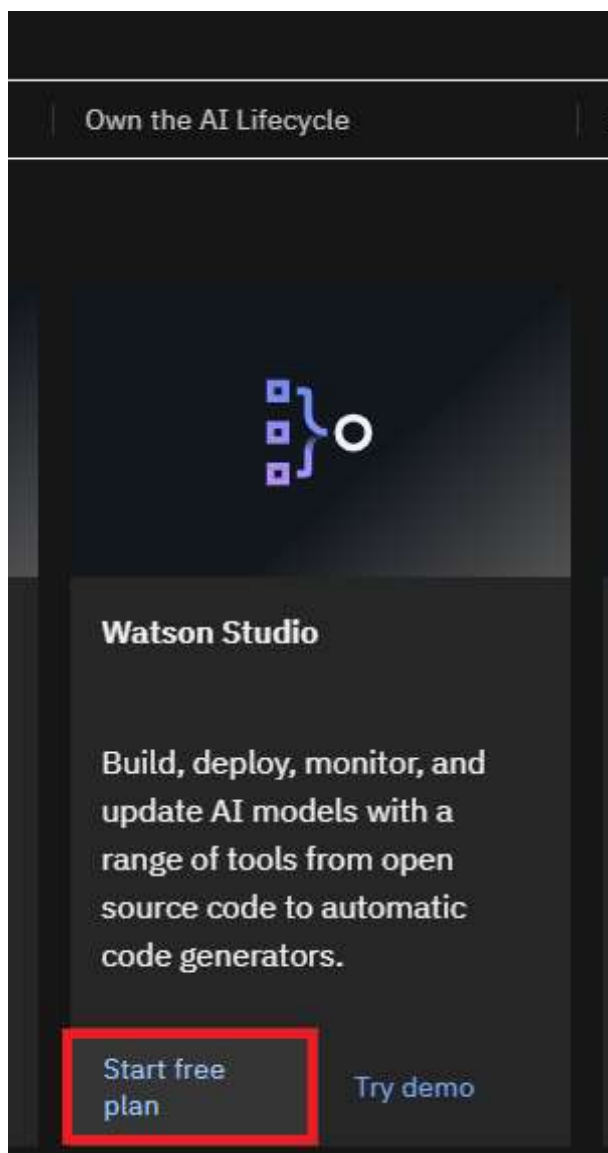 Own the AI Lifecycle
Watson Studio
Build, deploy, monitor, and
update AI models with a
range of tools from open
source code to automatic
code generators.
Start free
plan
Try demo